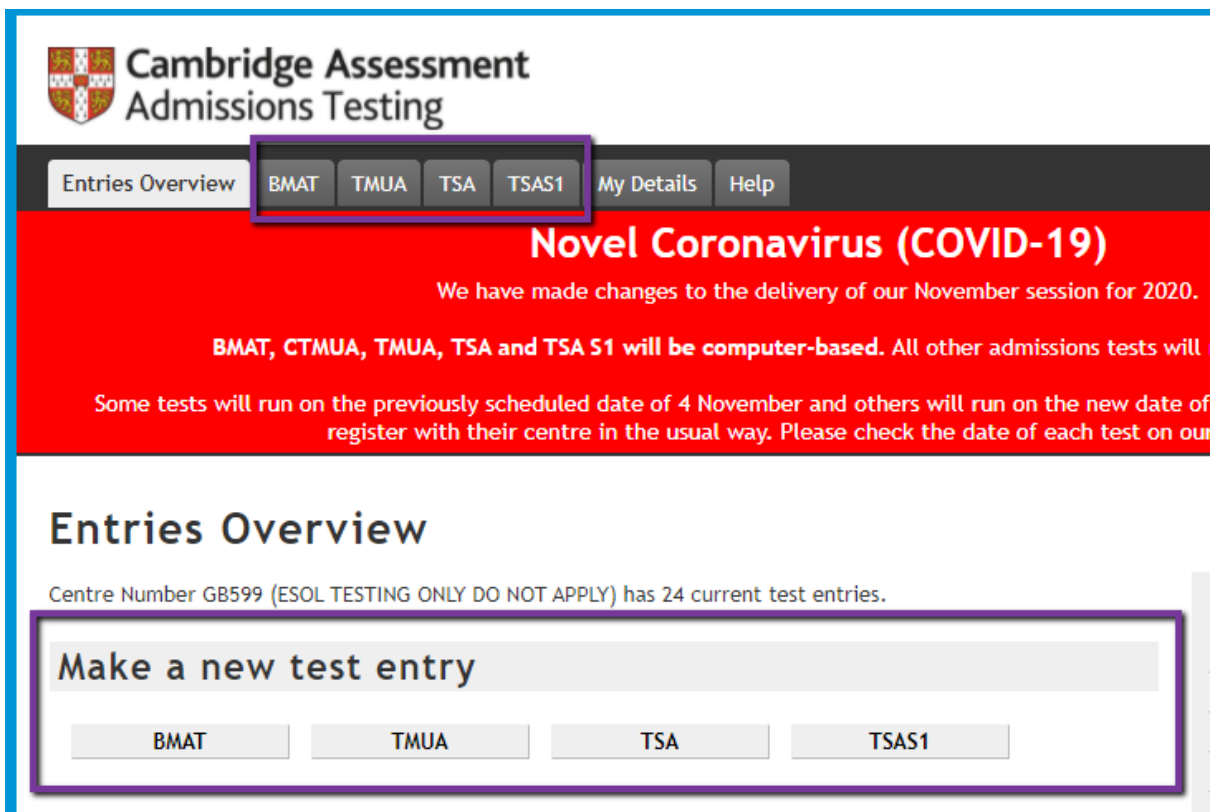 Cambridge Assessment
Admissions Testing
Entries Overview BMAT TMUA TSA TSAS1 My Details Help
Novel Coronavirus (COVID-19)
We have made changes to the delivery of our November session for 2020.
BMAT, CTMUA, TMUA, TSA and TSA S1 will be computer-based. All other admissions tests will
Some tests will run on the previously scheduled date of 4 November and others will run on the new date of
register with their centre in the usual way. Please check the date of each test on our
Entries Overview
Centre Number GB599 (ESOL TESTING ONLY DO NOT APPLY) has 24 current test entries.
Make a new test entry
BMAT TMUA TSA TSAS1